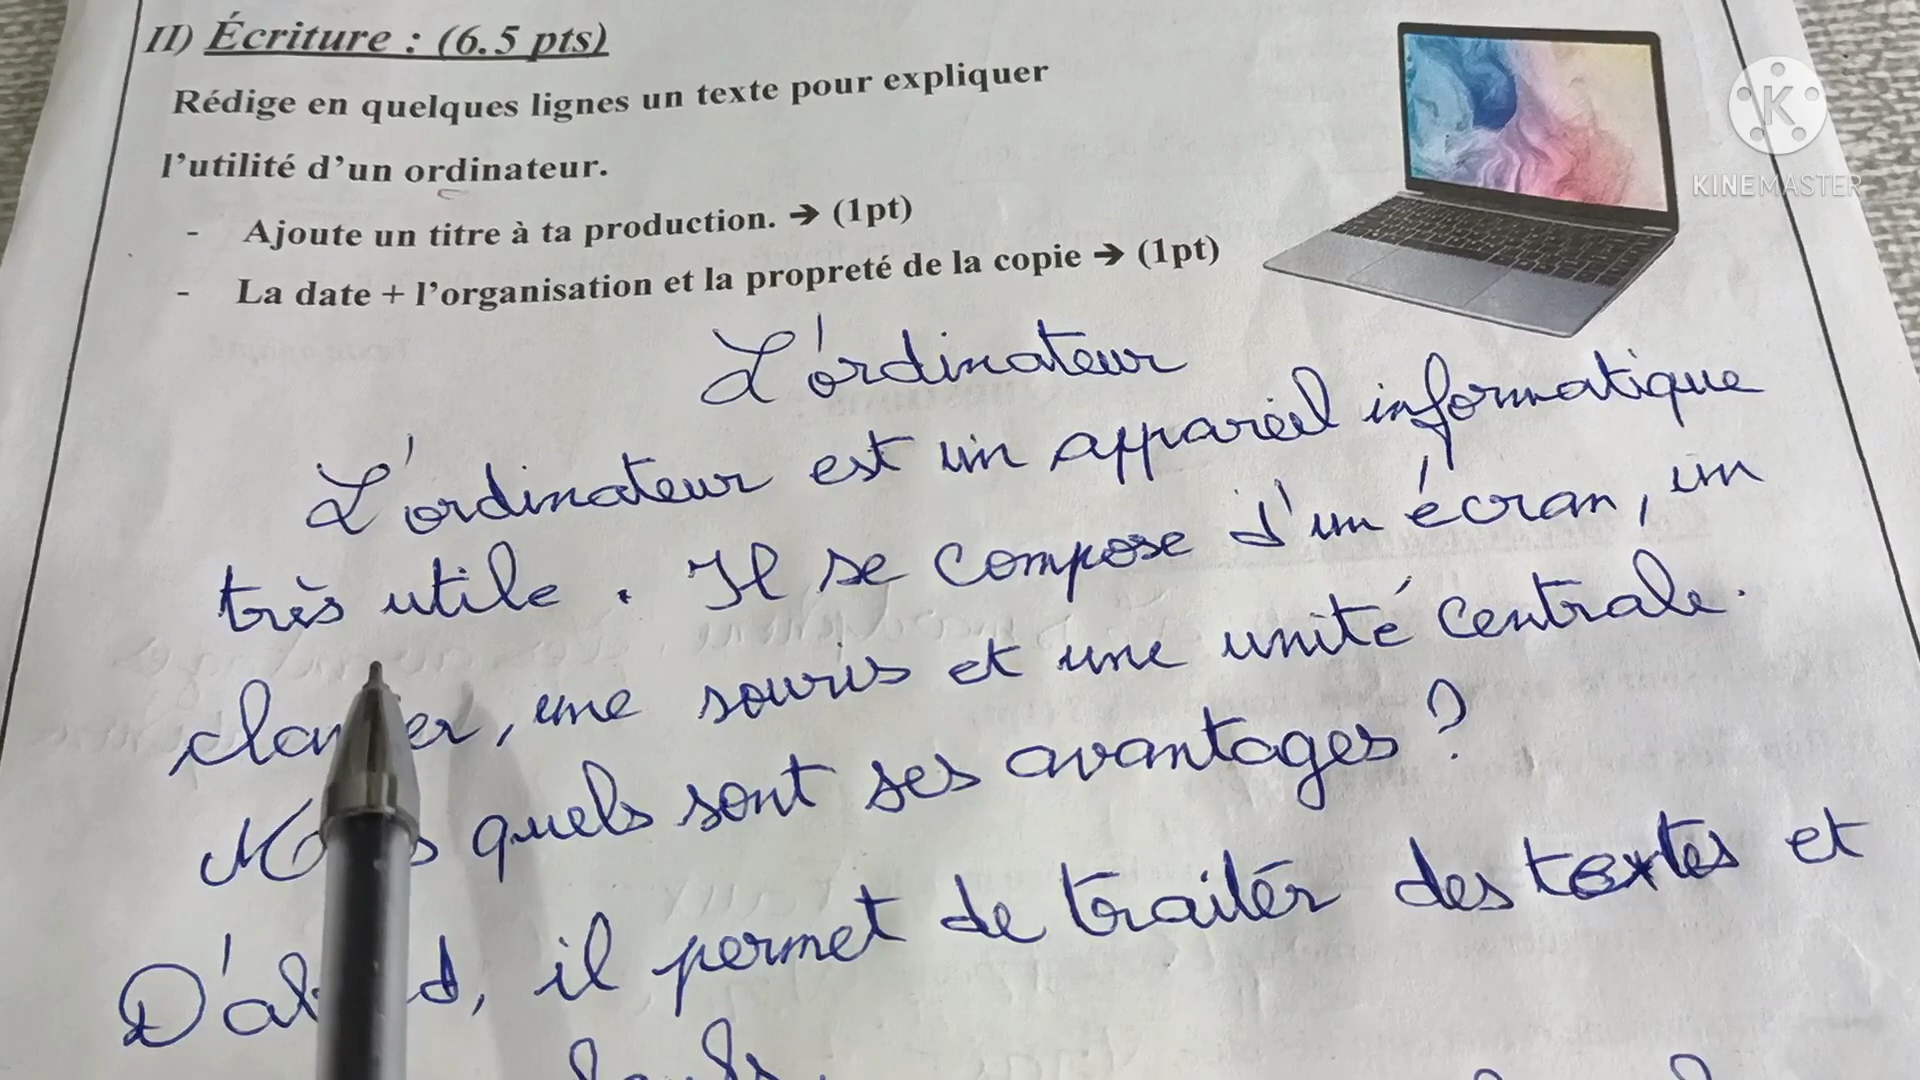 II) Écriture : (6.5 pts)
Rédige en quelques lignes un texte pour expliquer
l'utilité d'un ordinateur.
- Ajoute un titre à ta production. ➔ (1pt)
- La date + l'organisation et la propreté de la copie ➔ (1pt)
K
KINEMASTER
L'ordinateur
L'ordinateur est un appareil informatique
très utile. Il se compose d'un écran, un
, une souris et une unité centrale.
quels sont ses avantages ?
il permet de traiter des textes et